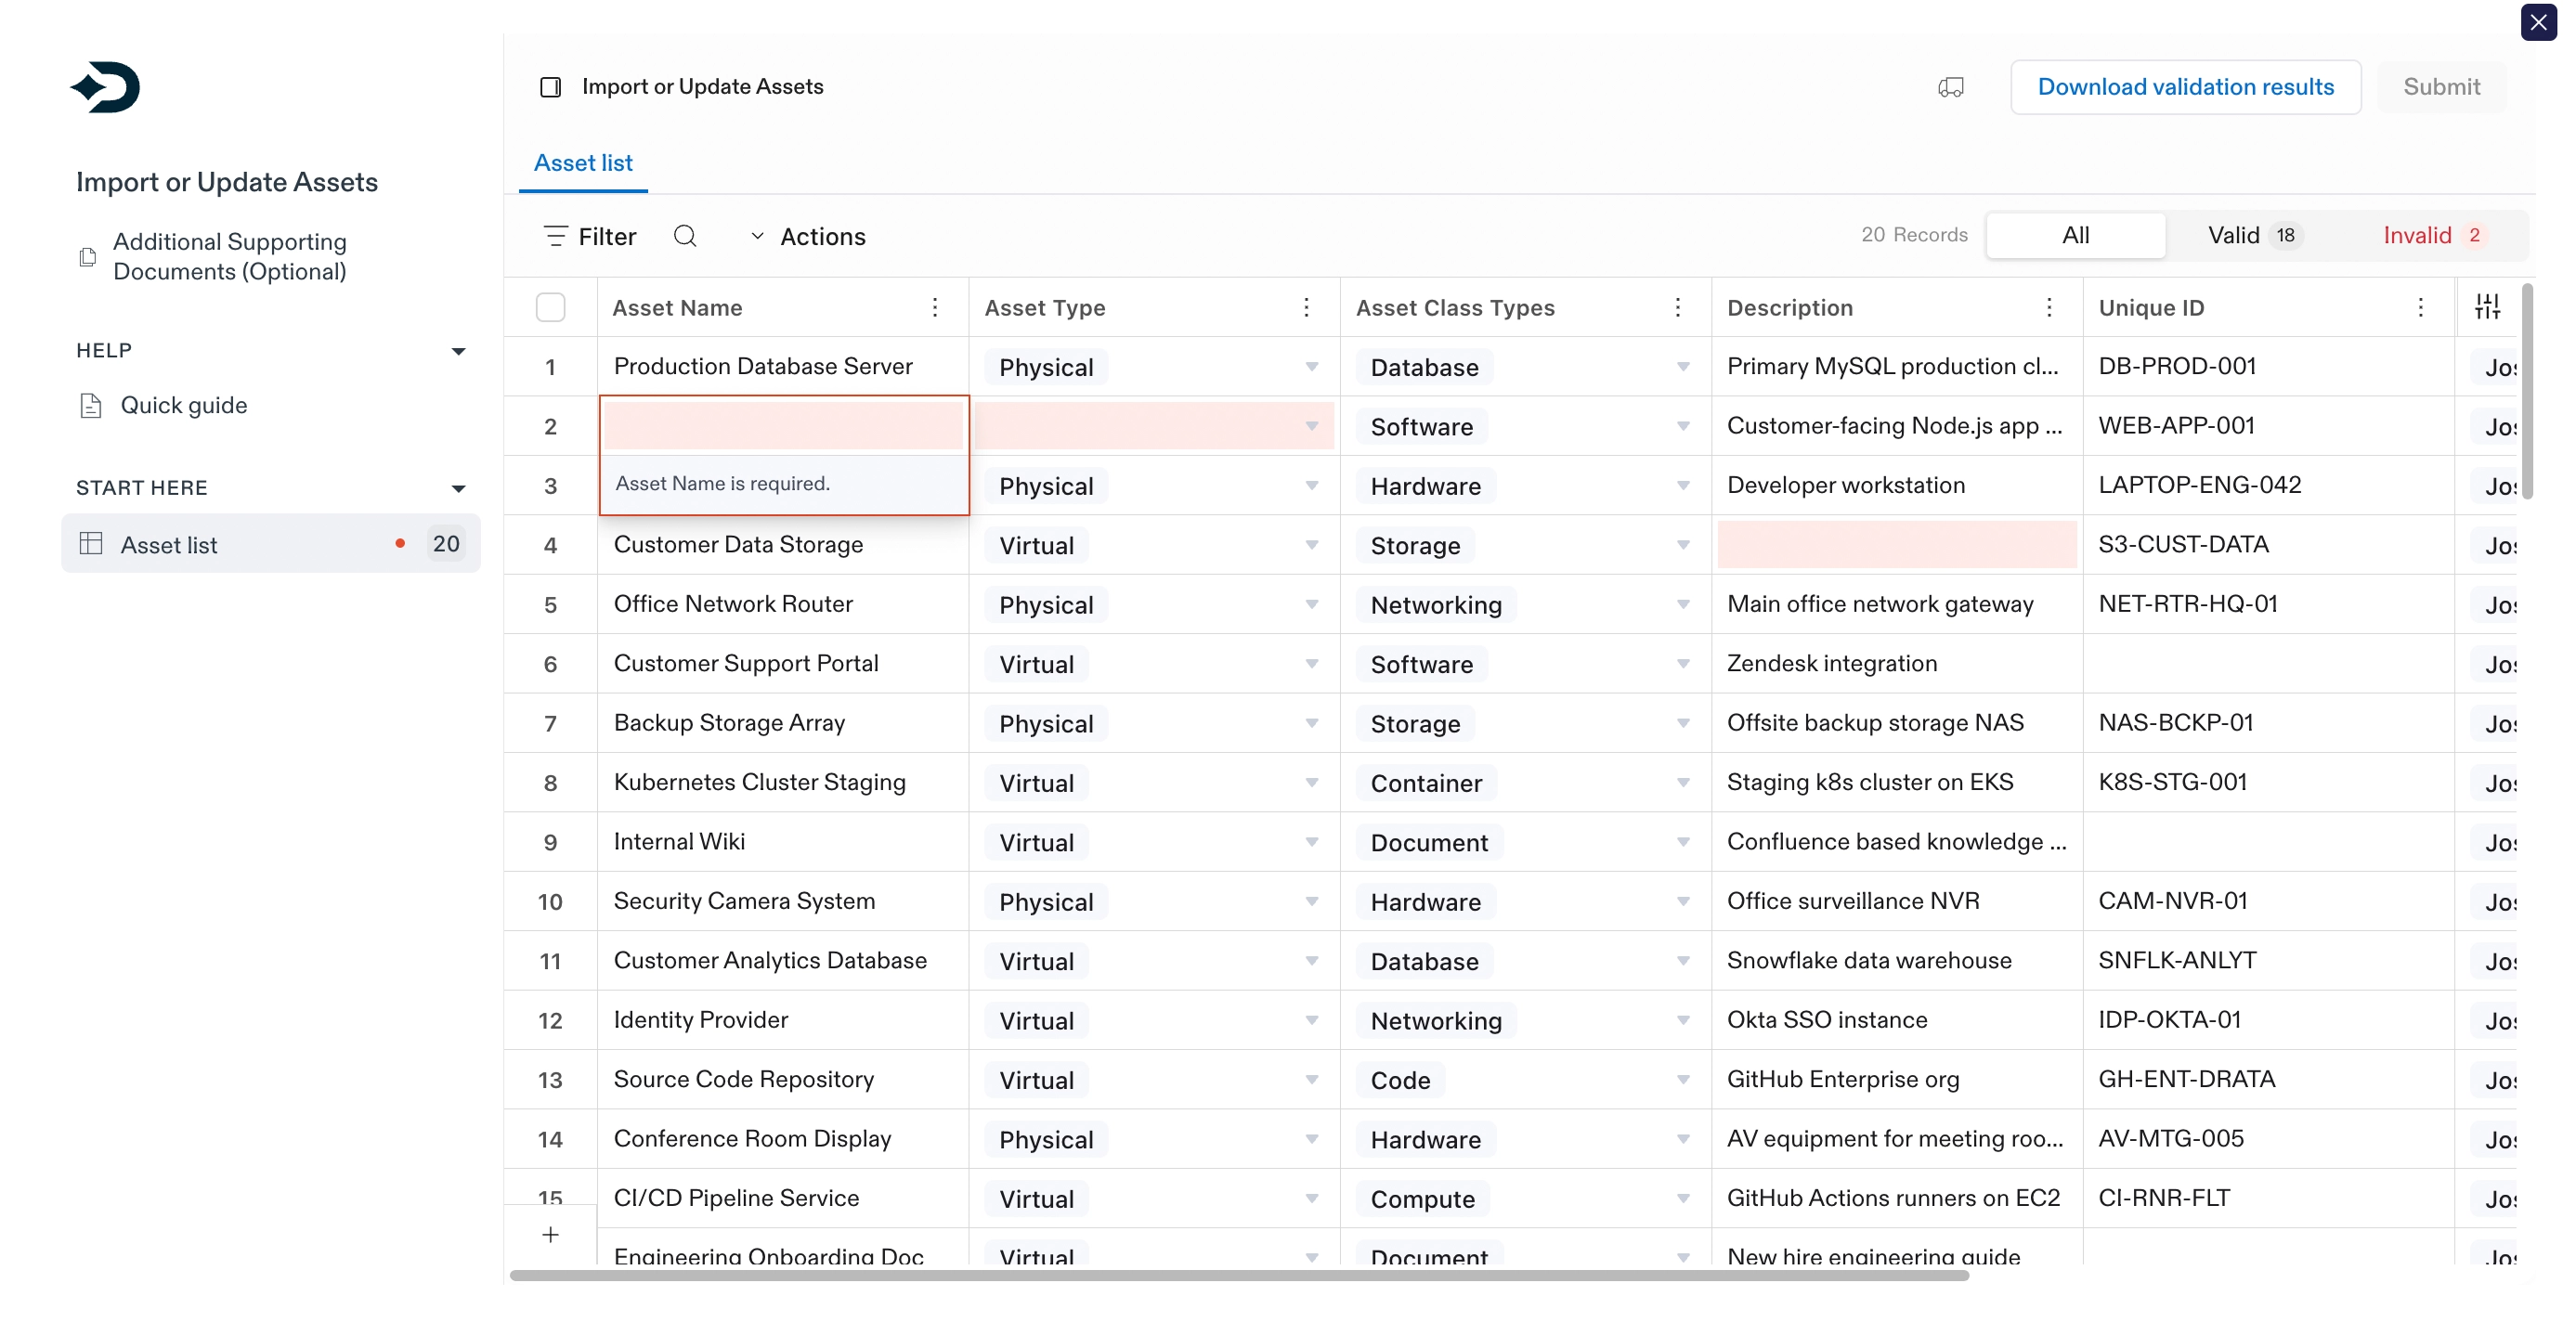 Import or Update Assets
Additional Supporting
Documents (Optional)
HELP
Quick guide
START HERE
Asset list 20
Import or Update Assets
Download validation results
Submit
Asset list
Filter
Actions
20 Records
All
Valid 18
Invalid 2
Asset Name Asset Type Asset Class Types Description Unique ID
1 Production Database Server Physical Database Primary MySQL production cl... DB-PROD-001
2 Software Customer-facing Node.js app ... WEB-APP-001
3 Asset Name is required. Physical Hardware Developer workstation LAPTOP-ENG-042
4 Customer Data Storage Virtual Storage S3-CUST-DATA
5 Office Network Router Physical Networking Main office network gateway NET-RTR-HQ-01
6 Customer Support Portal Virtual Software Zendesk integration
7 Backup Storage Array Physical Storage Offsite backup storage NAS NAS-BCKP-01
8 Kubernetes Cluster Staging Virtual Container Staging k8s cluster on EKS K8S-STG-001
9 Internal Wiki Virtual Document Confluence based knowledge ...
10 Security Camera System Physical Hardware Office surveillance NVR CAM-NVR-01
11 Customer Analytics Database Virtual Database Snowflake data warehouse SNFLK-ANLYT
12 Identity Provider Virtual Networking Okta SSO instance IDP-OKTA-01
13 Source Code Repository Virtual Code GitHub Enterprise org GH-ENT-DRATA
14 Conference Room Display Physical Hardware AV equipment for meeting roo... AV-MTG-005
15 CI/CD Pipeline Service Virtual Compute GitHub Actions runners on EC2 CI-RNR-FLT
Engineering Onboarding Doc Virtual Document New hire engineering guide